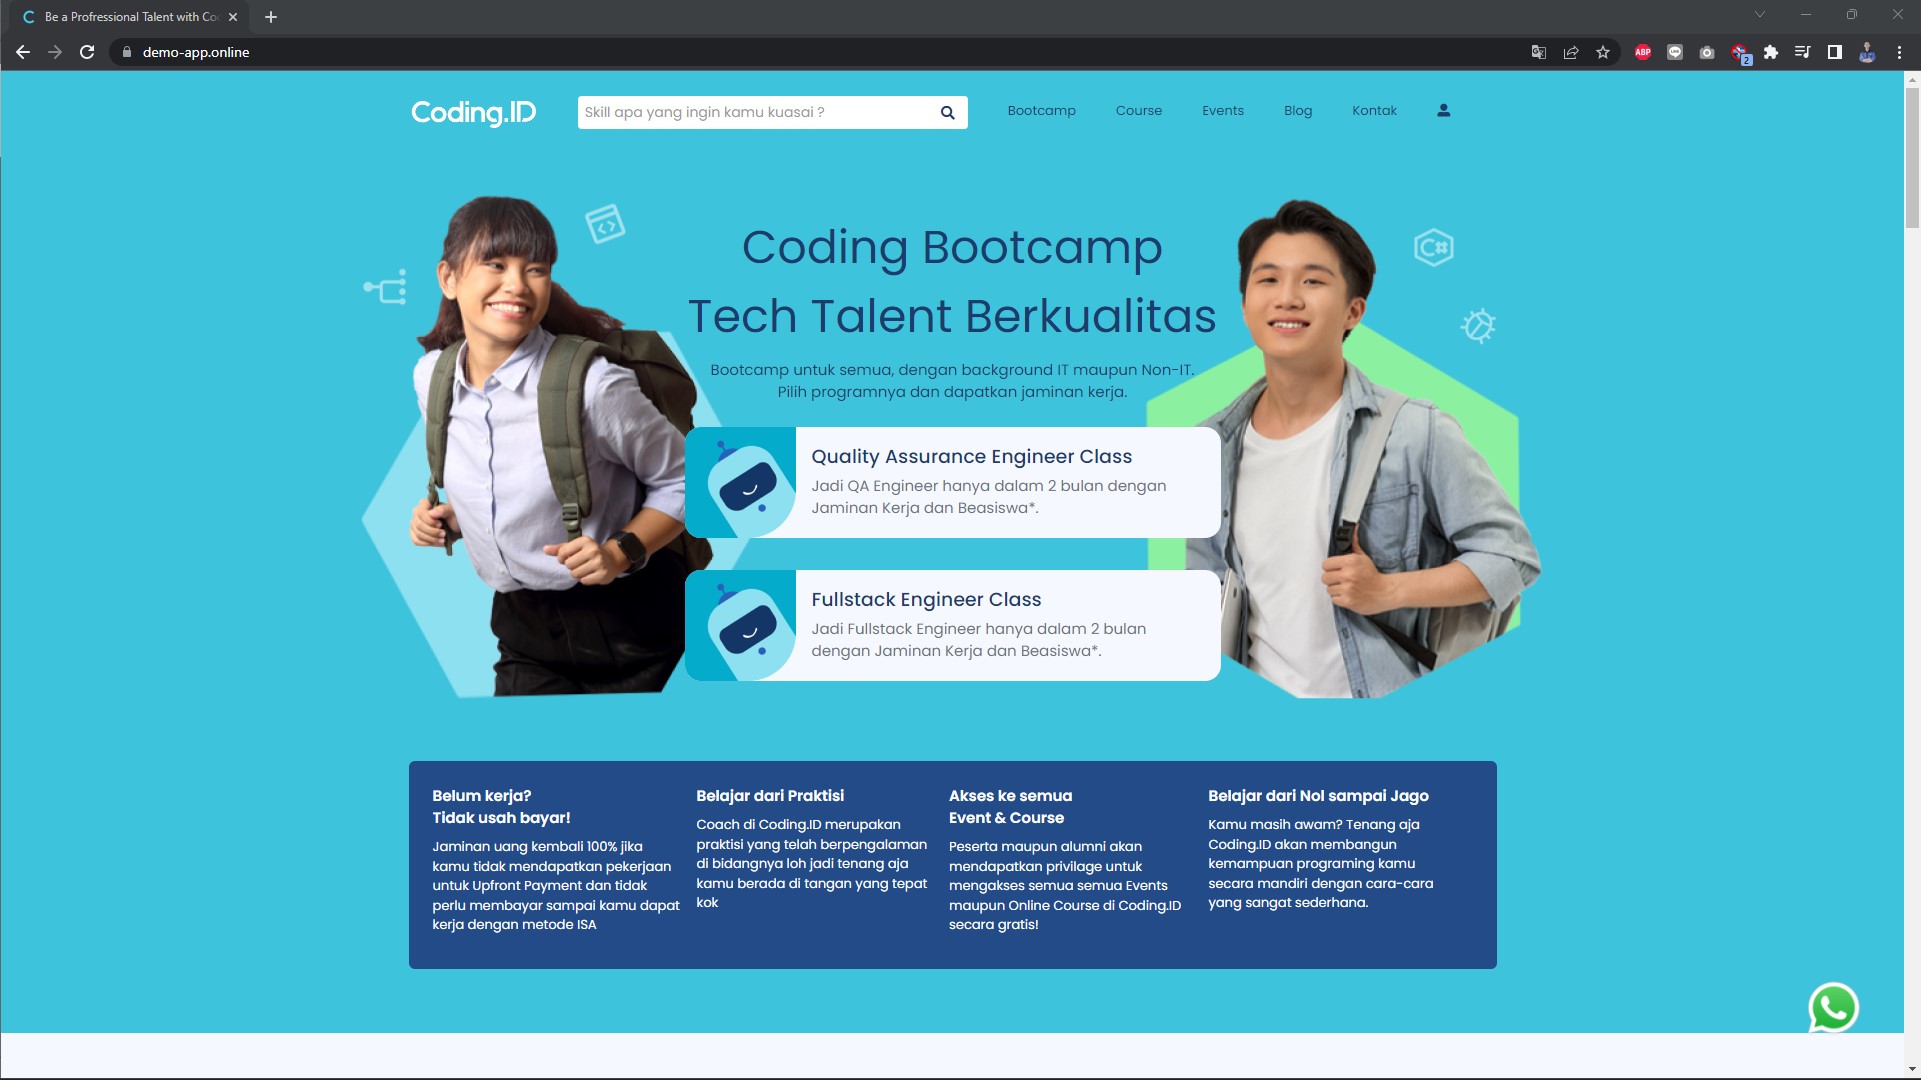 Be a Profressional Talent with Co
demo-app.online
ABP
2
Coding.ID
Skill apa yang ingin kamu kuasai ?
Bootcamp
Course
Events
Blog
Kontak
C#
Coding Bootcamp
Tech Talent Berkualitas
Bootcamp untuk semua, dengan background IT maupun Non-IT.
Pilih programnya dan dapatkan jaminan kerja.
Quality Assurance Engineer Class
Jadi QA Engineer hanya dalam 2 bulan dengan
Jaminan Kerja dan Beasiswa*.
Fullstack Engineer Class
Jadi Fullstack Engineer hanya dalam 2 bulan
dengan Jaminan Kerja dan Beasiswa*.
Belum kerja?
Tidak usah bayar!
Jaminan uang kembali 100% jika
kamu tidak mendapatkan pekerjaan
untuk Upfront Payment dan tidak
perlu membayar sampai kamu dapat
kerja dengan metode ISA
Belajar dari Praktisi
Coach di Coding.ID merupakan
praktisi yang telah berpengalaman
di bidangnya loh jadi tenang aja
kamu berada di tangan yang tepat
kok
Akses ke semua
Event & Course
Peserta maupun alumni akan
mendapatkan privilage untuk
mengakses semua semua Events
maupun Online Course di Coding.ID
secara gratis!
Belajar dari Nol sampai Jago
Kamu masih awam? Tenang aja
Coding.ID akan membangun
kemampuan programing kamu
secara mandiri dengan cara-cara
yang sangat sederhana.